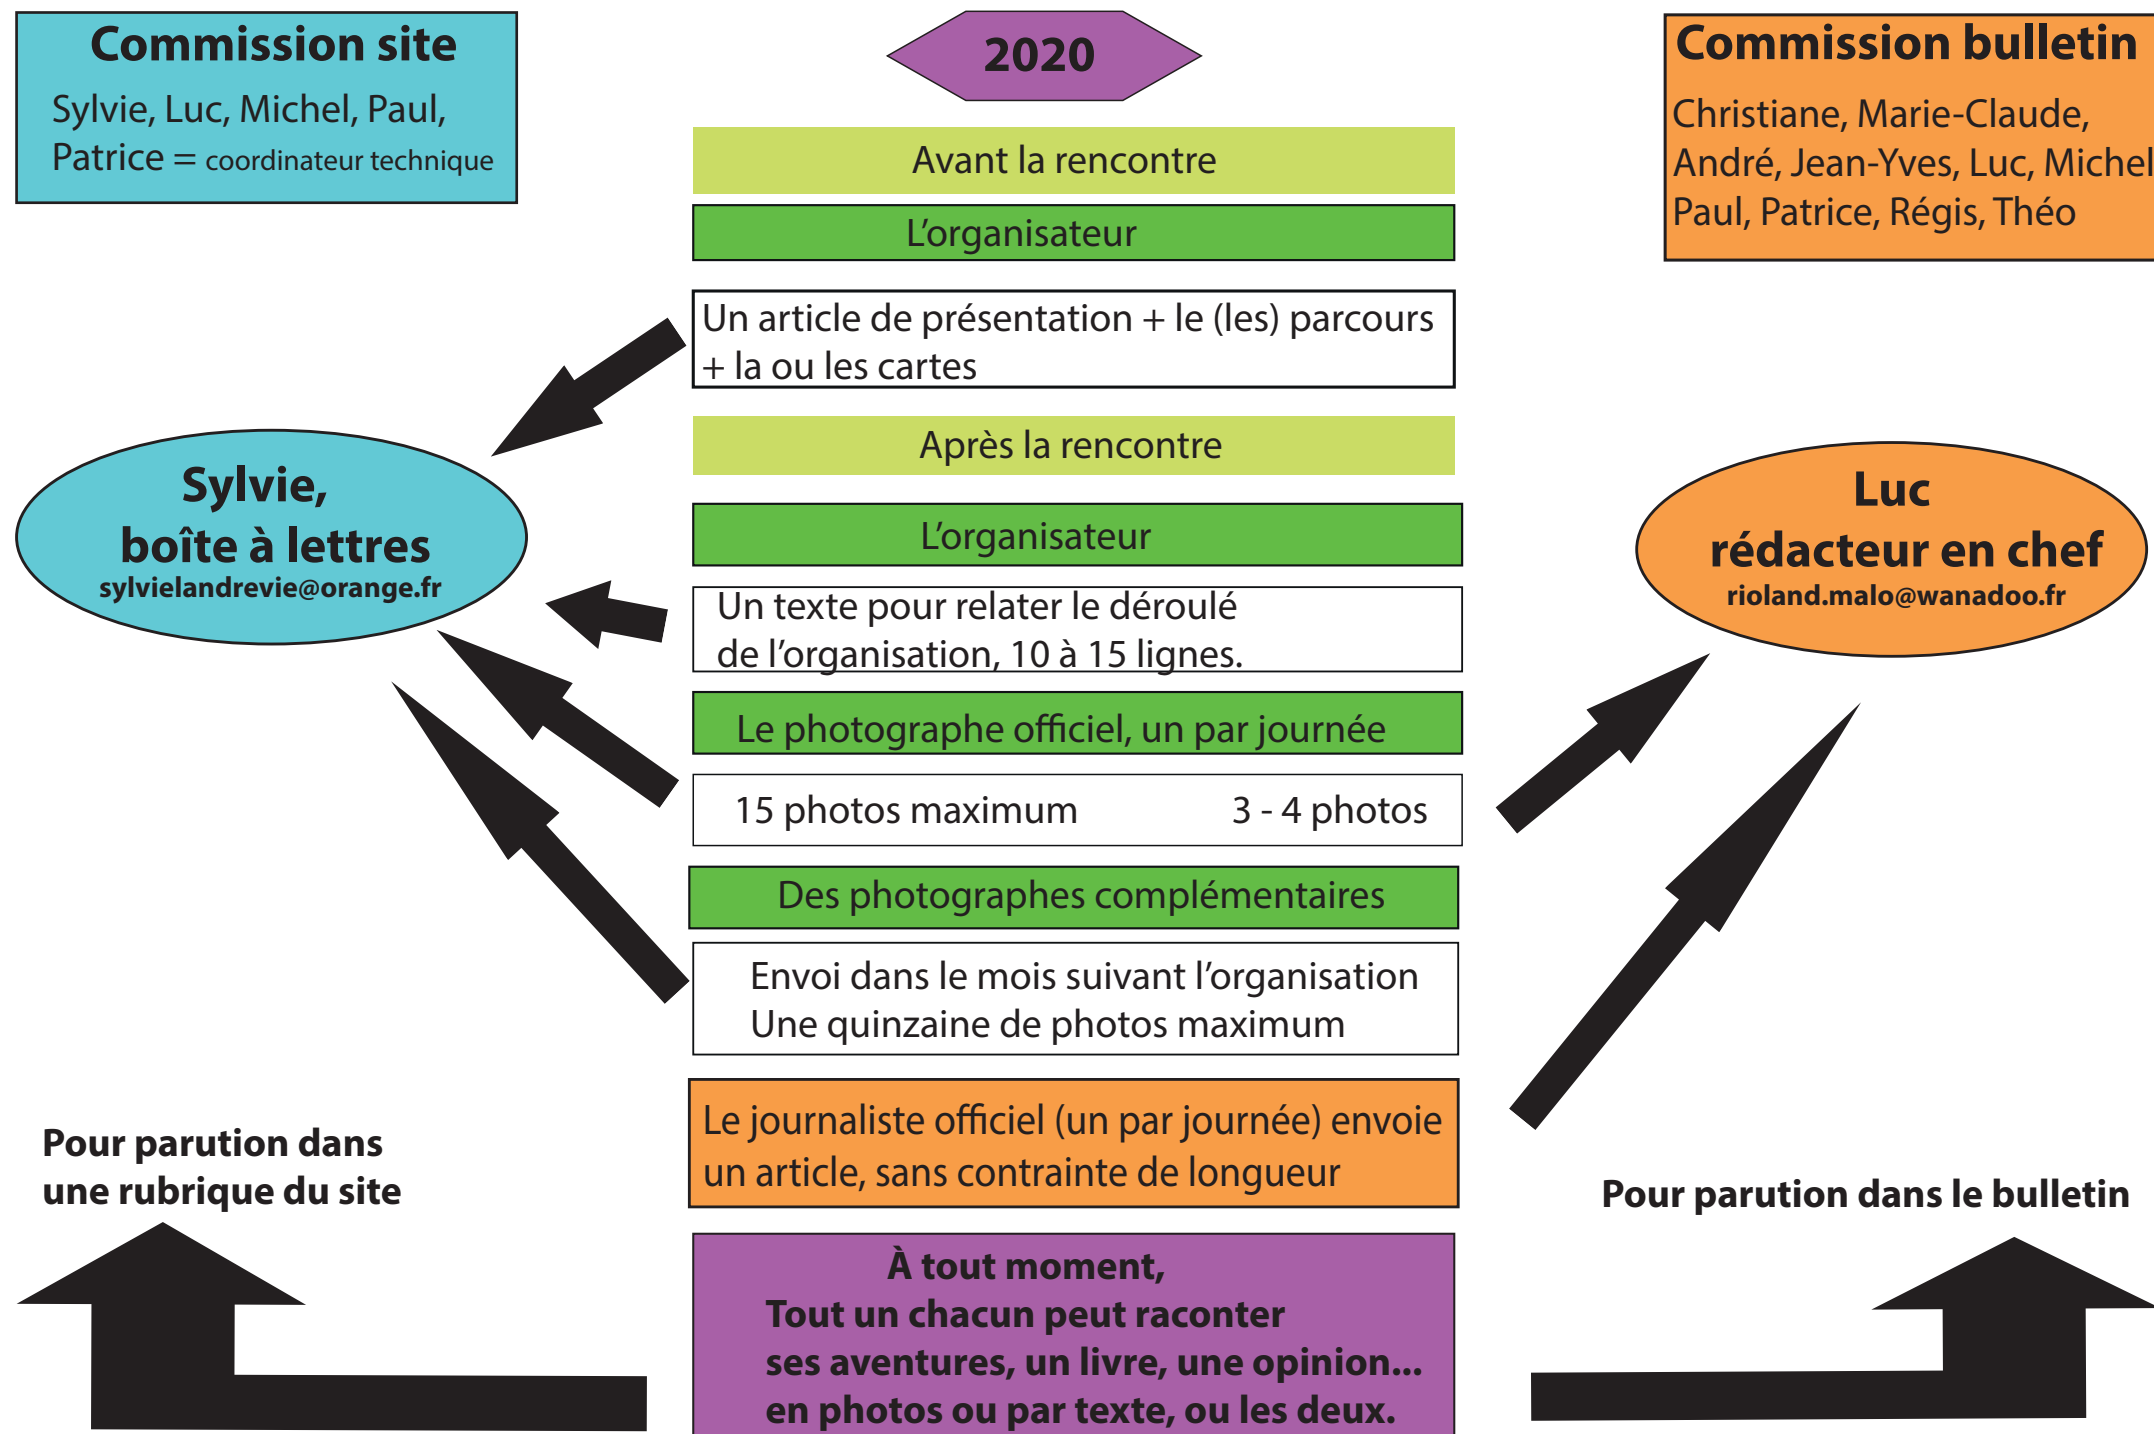 Commission site
Sylvie, Luc, Michel, Paul,
Patrice = coordinateur technique
2020
Commission bulletin
Christiane, Marie-Claude,
André, Jean-Yves, Luc, Michel
Paul, Patrice, Régis, Théo
Avant la rencontre
L'organisateur
Un article de présentation + le (les) parcours
+ la ou les cartes
Après la rencontre
Sylvie,
boîte à lettres
sylvielandrevie@orange.fr
Luc
rédacteur en chef
rioland.malo@wanadoo.fr
L'organisateur
Un texte pour relater le déroulé
de l'organisation, 10 à 15 lignes.
Le photographe officiel, un par journée
15 photos maximum 3 - 4 photos
Des photographes complémentaires
Envoi dans le mois suivant l'organisation
Une quinzaine de photos maximum
Le journaliste officiel (un par journée) envoie
un article, sans contrainte de longueur
Pour parution dans
une rubrique du site
Pour parution dans le bulletin
À tout moment,
Tout un chacun peut raconter
ses aventures, un livre, une opinion...
en photos ou par texte, ou les deux.